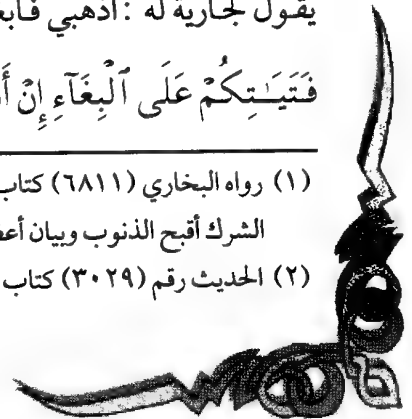 يقول لجارية له: اذهبي فابغ
فَتَيَـٰتِكُمْ عَلَى ٱلْبِغَآءِ إِنْ أَ
(١) رواه البخاري (٦٨١١) كتاب
الشرك أقبح الذنوب وبيان أعظ
(٢) الحديث رقم (٣٠٢٩) كتاب